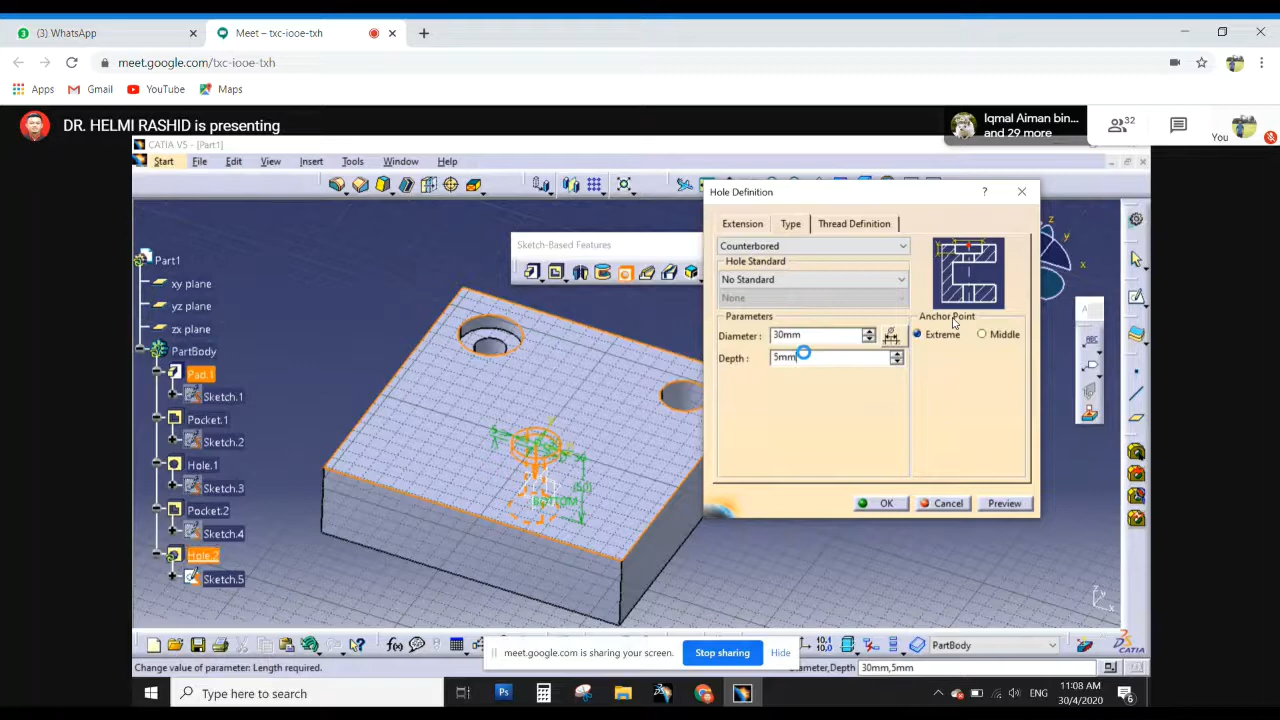 (3) WhatsApp
Meet – txc-iooe-txh
meet.google.com/txc-iooe-txh
Apps
Gmail
YouTube
Maps
DR. HELMI RASHID is presenting
Iqmal Aiman bin...
and 29 more
32
You
CATIA V5 - [Part1]
Start File Edit View Insert Tools Window Help
Hole Definition
?
Extension Type Thread Definition
Counterbored
Hole Standard
No Standard
None
Parameters
Diameter : 30mm
Depth : 5mm
Anchor Point
Extreme
Middle
OK
Cancel
Preview
Sketch-Based Features
Part1
xy plane
yz plane
zx plane
PartBody
Pad.1
Sketch.1
Pocket.1
Sketch.2
Hole.1
Sketch.3
Pocket.2
Sketch.4
Hole.2
Sketch.5
BOTTOM
z
y
x
PartBody
CATIA
meet.google.com is sharing your screen.
Stop sharing
Hide
Change value of parameter: Length required.
30mm,5mm
Type here to search
ENG
11:08 AM
30/4/2020
6